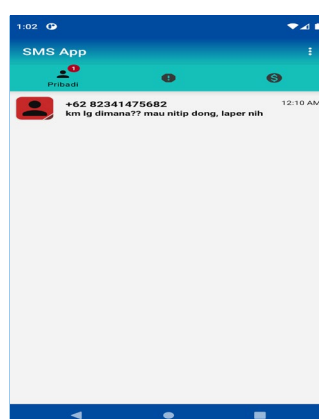 1:02
SMS App
1
Pribadi
+62 82341475682
12:10 AM
km lg dimana?? mau nitip dong, laper nih